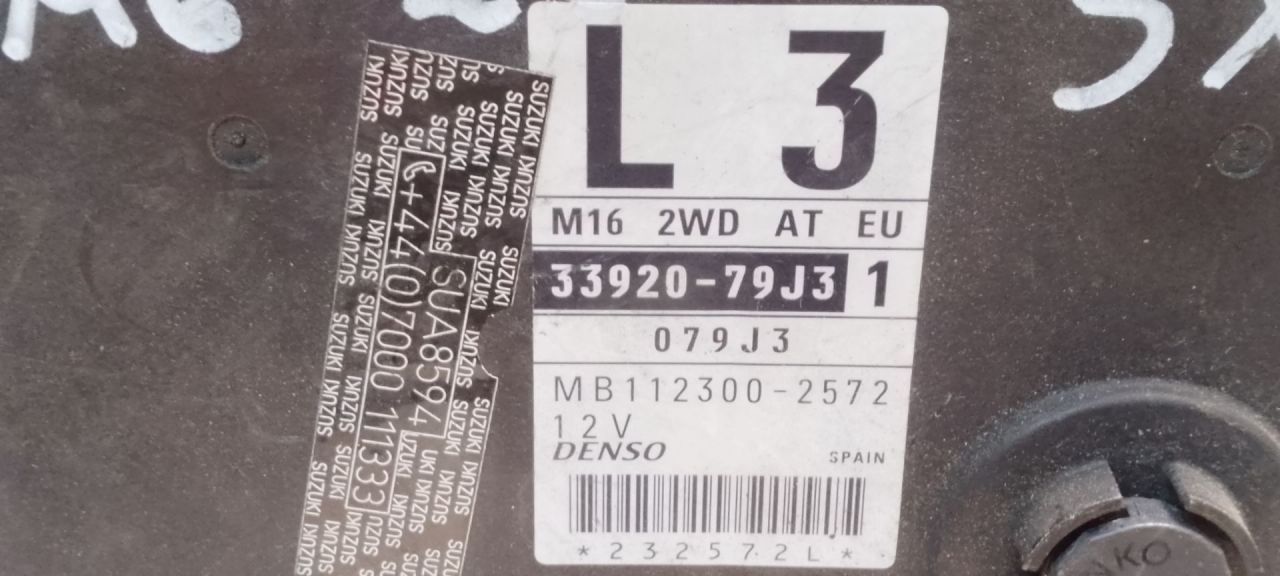 L 3
M16 2WD AT EU
33920-79J3 1
079J3
MB112300-2572
12V
DENSO SPAIN
*232572L*
SUZUKI
+44(0)7000 111333
SUA8594